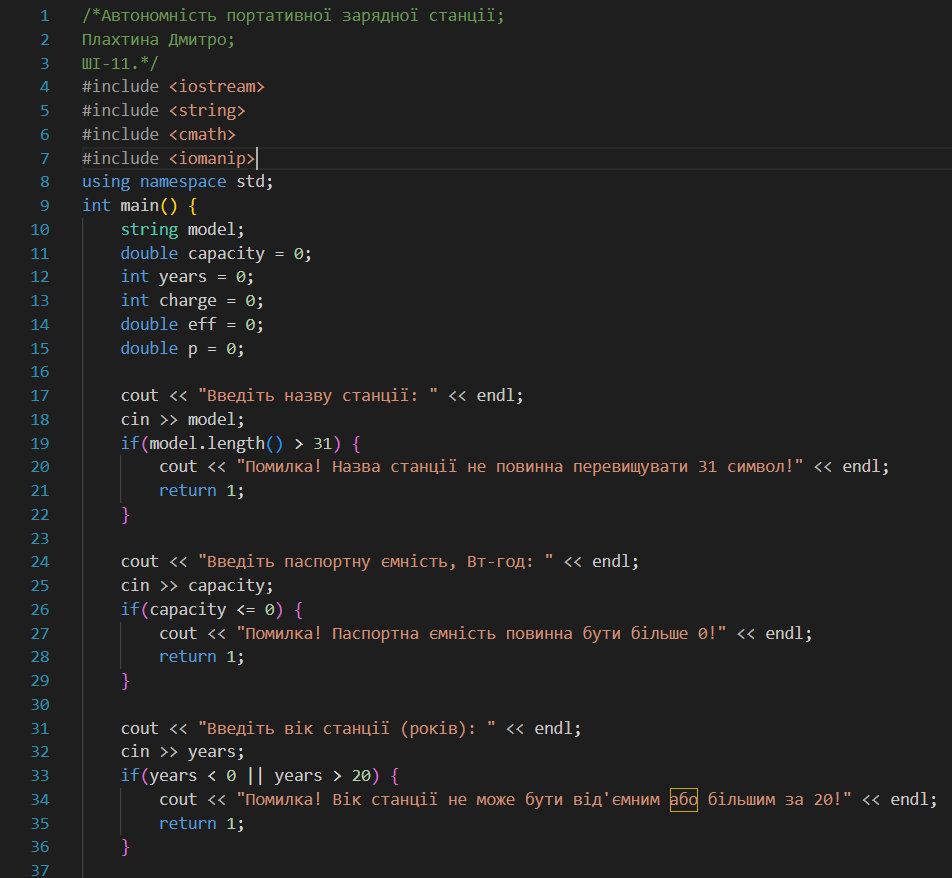 1 /*Автономність портативної зарядної станції;
2 Плахтина Дмитро;
3 ШІ-11.*/
4 #include <iostream>
5 #include <string>
6 #include <cmath>
7 #include <iomanip>
8 using namespace std;
9 int main() {
10 string model;
11 double capacity = 0;
12 int years = 0;
13 int charge = 0;
14 double eff = 0;
15 double p = 0;
16
17 cout << "Введіть назву станції: " << endl;
18 cin >> model;
19 if(model.length() > 31) {
20 cout << "Помилка! Назва станції не повинна перевищувати 31 символ!" << endl;
21 return 1;
22 }
23
24 cout << "Введіть паспортну ємність, Вт-год: " << endl;
25 cin >> capacity;
26 if(capacity <= 0) {
27 cout << "Помилка! Паспортна ємність повинна бути більше 0!" << endl;
28 return 1;
29 }
30
31 cout << "Введіть вік станції (років): " << endl;
32 cin >> years;
33 if(years < 0 || years > 20) {
34 cout << "Помилка! Вік станції не може бути від'ємним або більшим за 20!" << endl;
35 return 1;
36 }
37